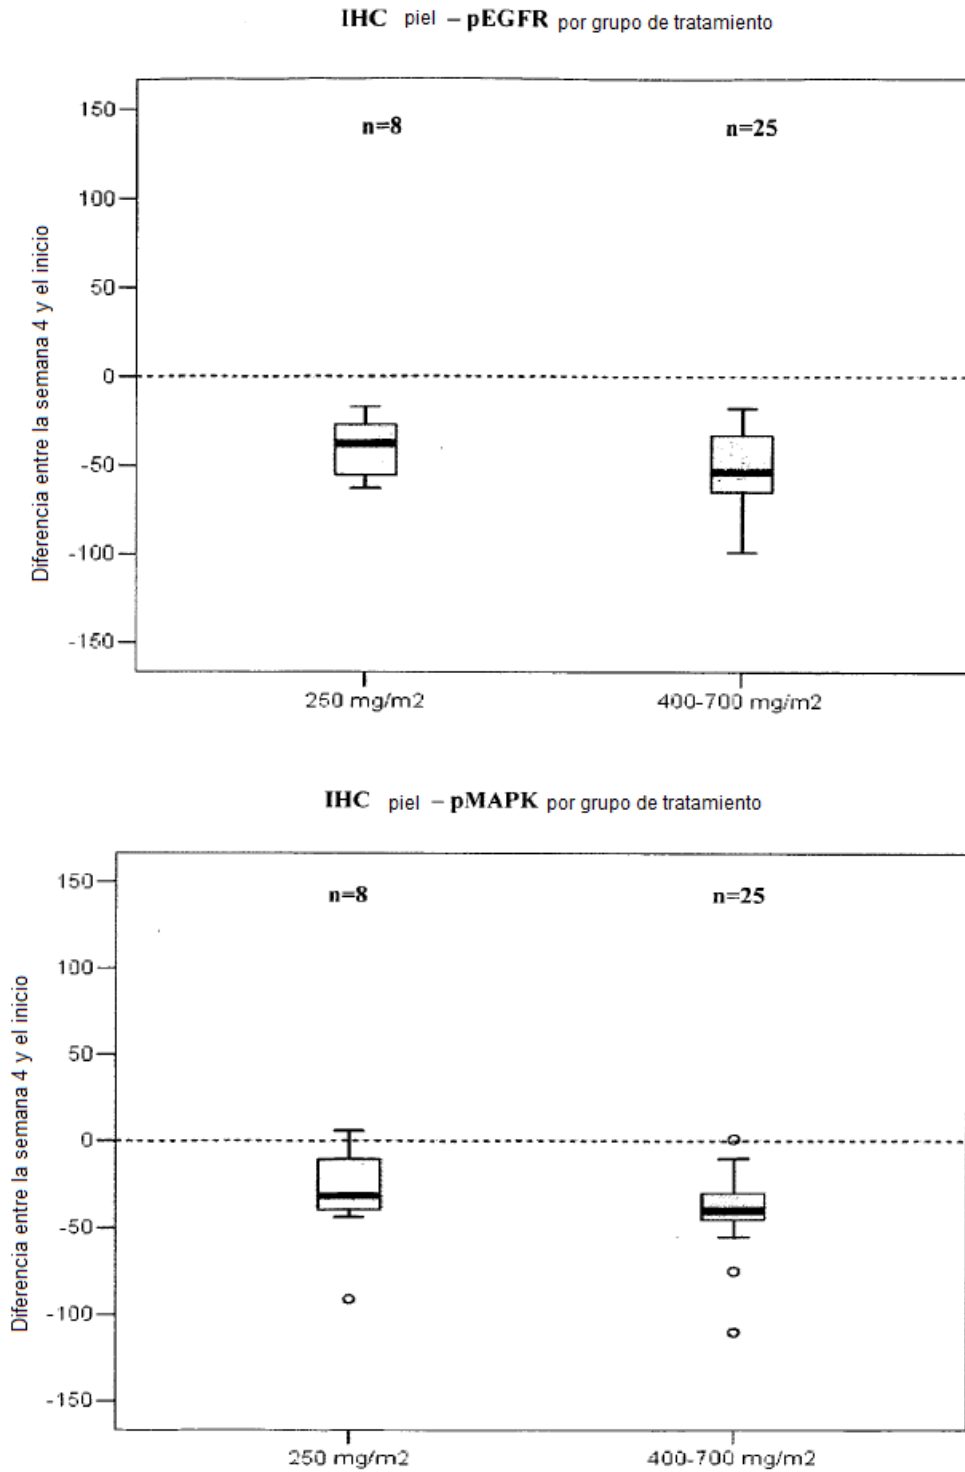 IHC piel – pEGFR por grupo de tratamiento
150
n=8
n=25
100
50
0
-50
-100
-150
Diferencia entre la semana 4 y el inicio
250 mg/m2
400-700 mg/m2
IHC piel – pMAPK por grupo de tratamiento
150
n=8
n=25
100
50
0
-50
-100
-150
Diferencia entre la semana 4 y el inicio
250 mg/m2
400-700 mg/m2